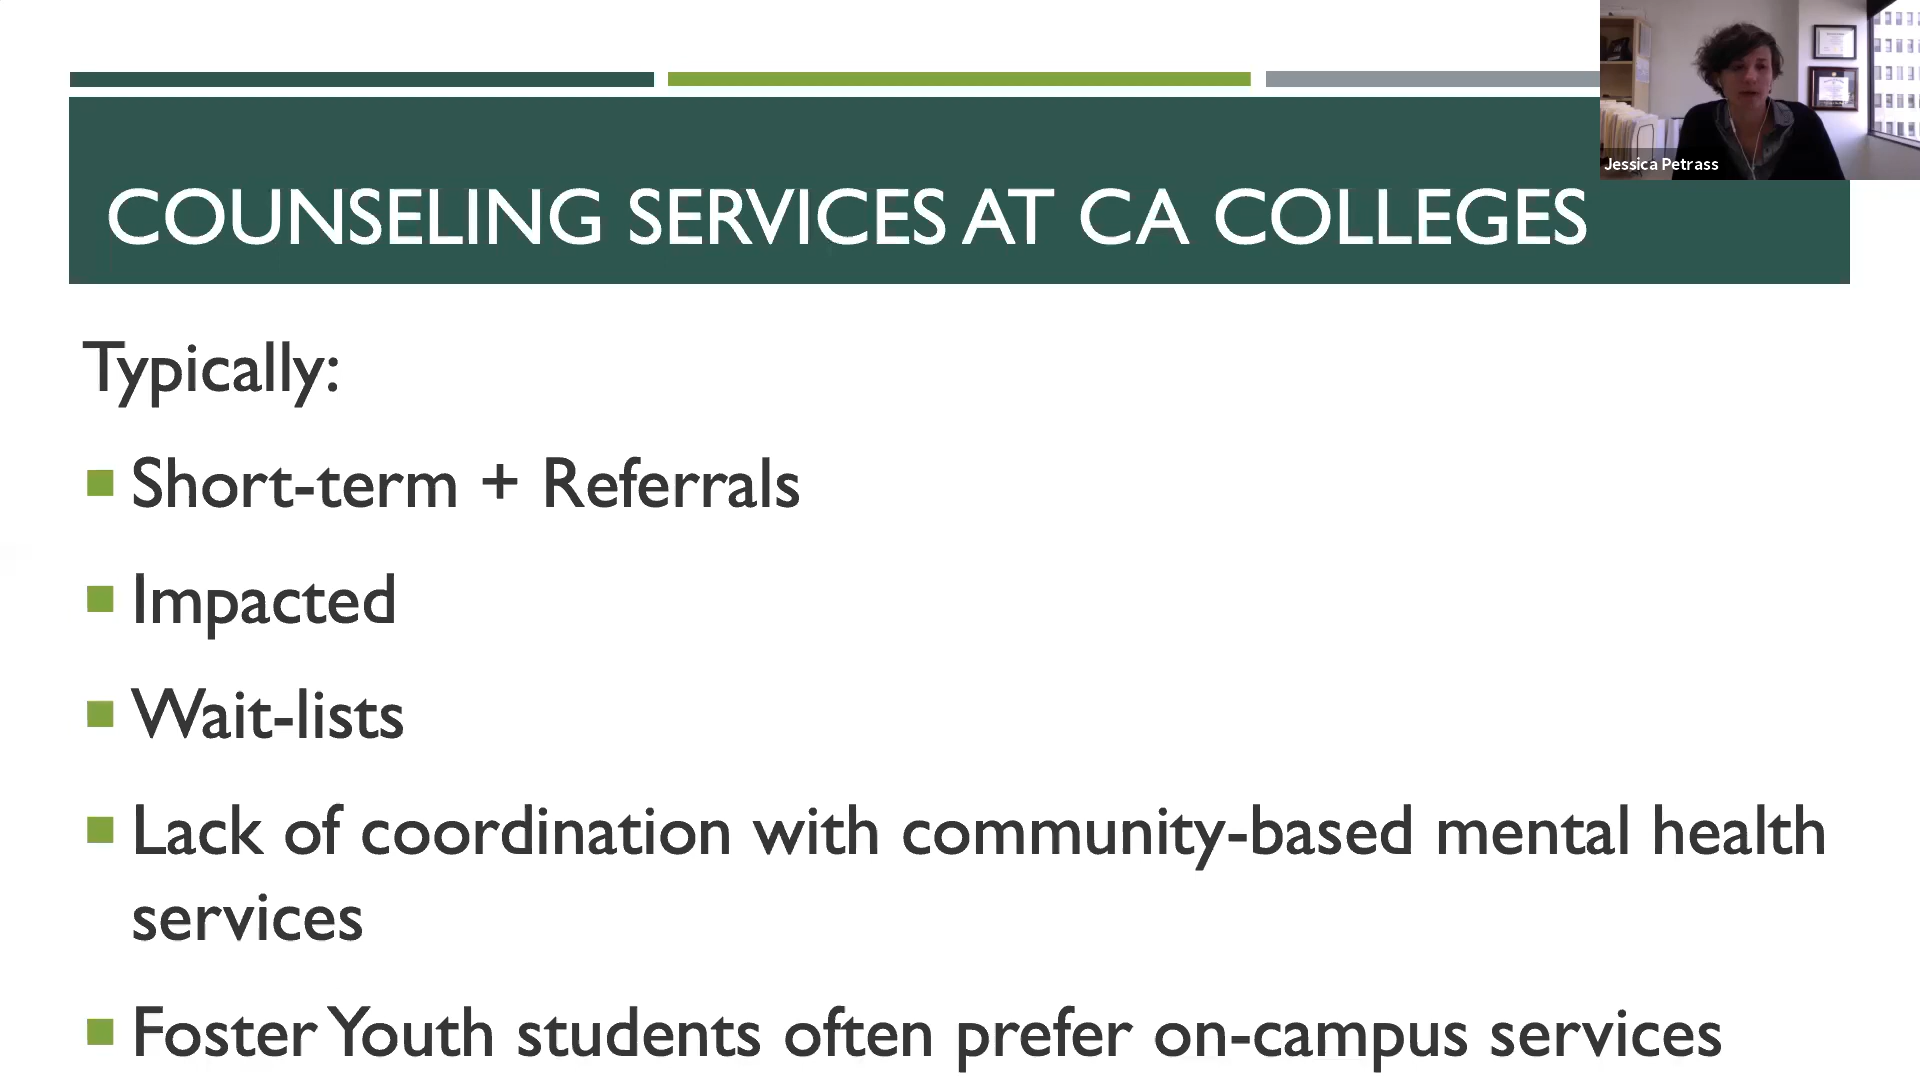 Jessica Petrass
COUNSELING SERVICES AT CA COLLEGES
Typically:
Short-term + Referrals
Impacted
Wait-lists
Lack of coordination with community-based mental health
services
Foster Youth students often prefer on-campus services